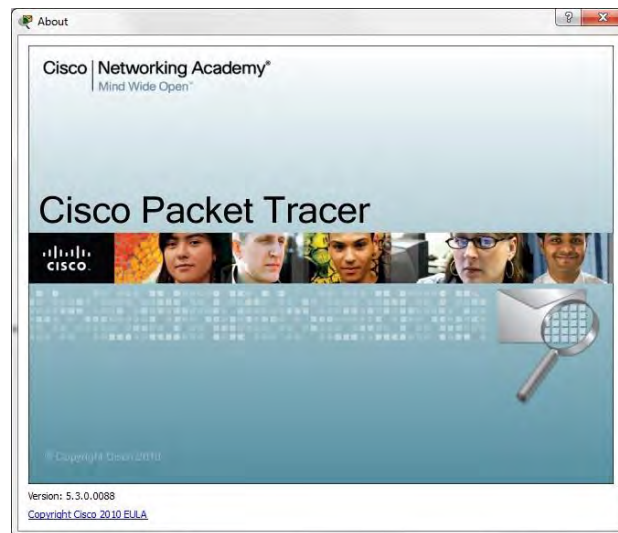 About
Cisco Networking Academy®
Mind Wide Open™
Cisco Packet Tracer
CISCO
© Copyright Cisco 2010
Version: 5.3.0.0088
Copyright Cisco 2010 EULA